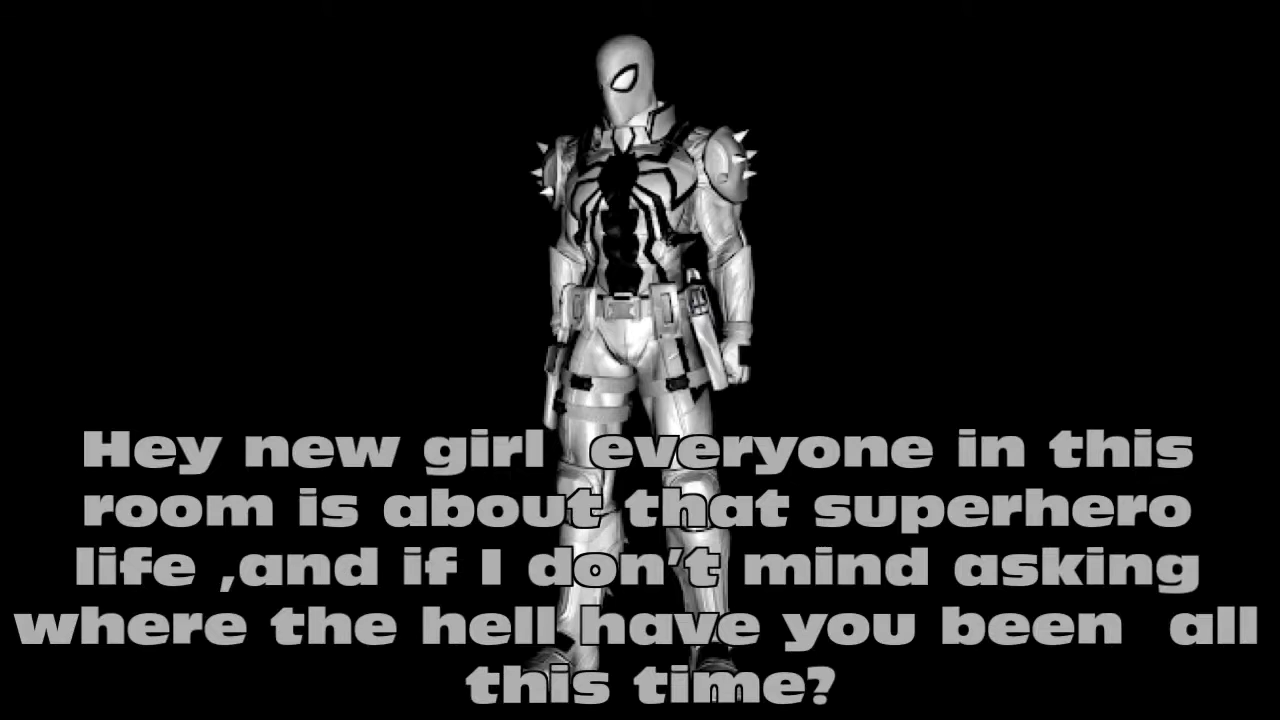 Hey new girl everyone in this
room is about that superhero
life ,and if I don't mind asking
where the hell have you been all
this time?